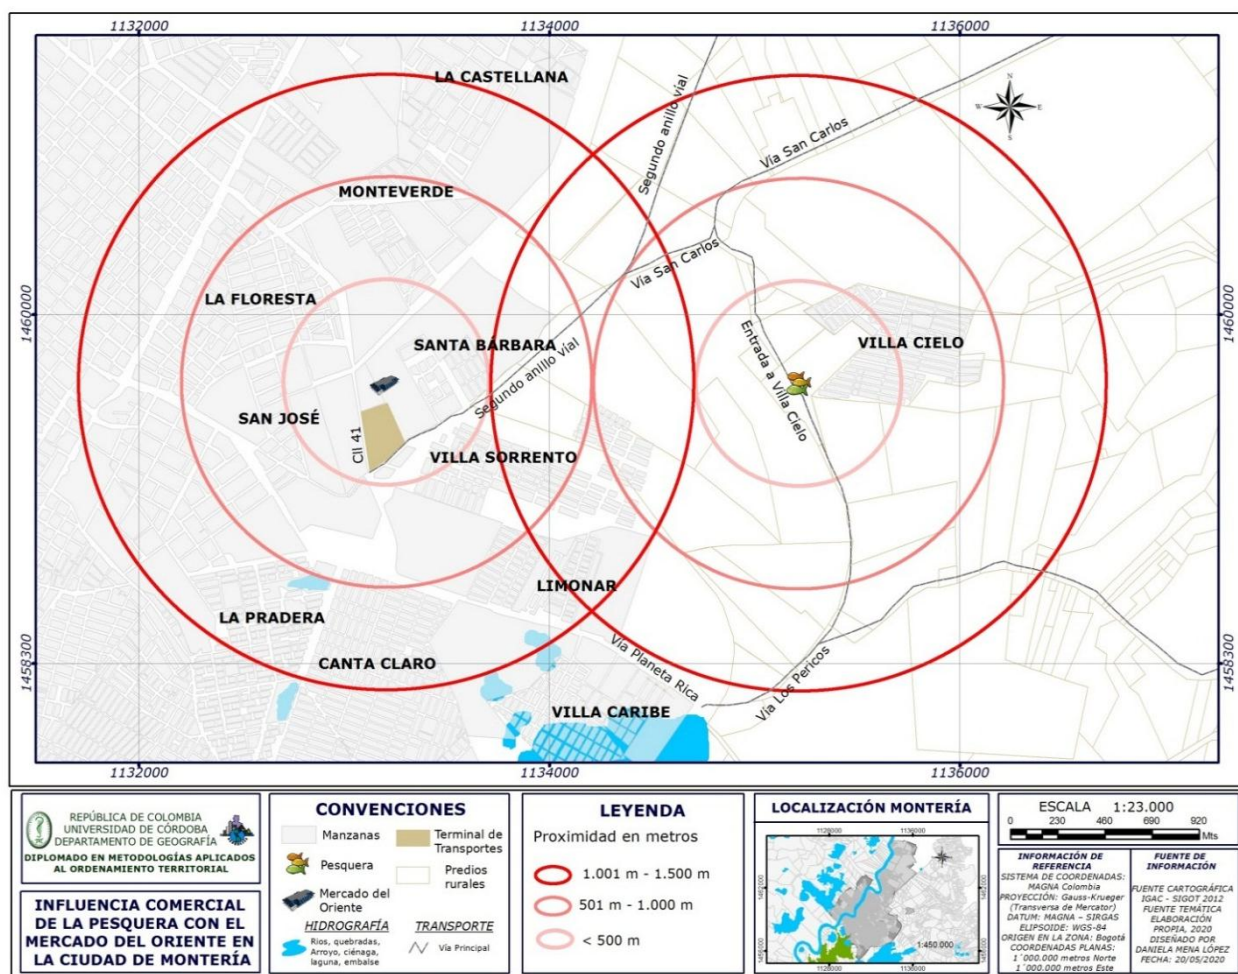 1132000
1134000
1136000
LA CASTELLANA
N
W
E
S
Segundo anillo vial
Vía San Carlos
MONTEVERDE
Vía San Carlos
LA FLORESTA
1460000
1460000
SANTA BÁRBARA
VILLA CIELO
Entrada a Villa Cielo
Segundo anillo vial
SAN JOSÉ
Cll 41
VILLA SORRENTO
LIMONAR
LA PRADERA
Vía Planeta Rica
CANTA CLARO
1458300
1458300
Vía Los Pericos
VILLA CARIBE
1132000
1134000
1136000
REPÚBLICA DE COLOMBIA
UNIVERSIDAD DE CÓRDOBA
DEPARTAMENTO DE GEOGRAFÍA
DIPLOMADO EN METODOLOGÍAS APLICADOS
AL ORDENAMIENTO TERRITORIAL
INFLUENCIA COMERCIAL
DE LA PESQUERA CON EL
MERCADO DEL ORIENTE EN
LA CIUDAD DE MONTERÍA
CONVENCIONES
Manzanas
Terminal de
Transportes
Pesquera
Predios
rurales
Mercado del
Oriente
HIDROGRAFÍA
TRANSPORTE
Rios, quebradas,
Arroyo, ciénaga,
laguna, embalse
Vía Principal
LEYENDA
Proximidad en metros
1.001 m - 1.500 m
501 m - 1.000 m
< 500 m
LOCALIZACIÓN MONTERÍA
1128000
1136000
1462000
1462000
1:450.000
1128000
1136000
ESCALA 1:23.000
0 230 460 690 920
Mts
INFORMACIÓN DE
REFERENCIA
SISTEMA DE COORDENADAS:
MAGNA Colombia
PROYECCIÓN: Gauss-Krueger
(Transversa de Mercator)
DATUM: MAGNA – SIRGAS
ELIPSOIDE: WGS-84
ORIGEN EN LA ZONA: Bogotá
COORDENADAS PLANAS:
1´000.000 metros Norte
1´000.000 metros Este
FUENTE DE
INFORMACIÓN
FUENTE CARTOGRÁFICA
IGAC - SIGOT 2012
FUENTE TEMÁTICA
ELABORACIÓN
PROPIA, 2020
DISEÑADO POR
DANIELA MENA LÓPEZ
FECHA: 20/05/2020